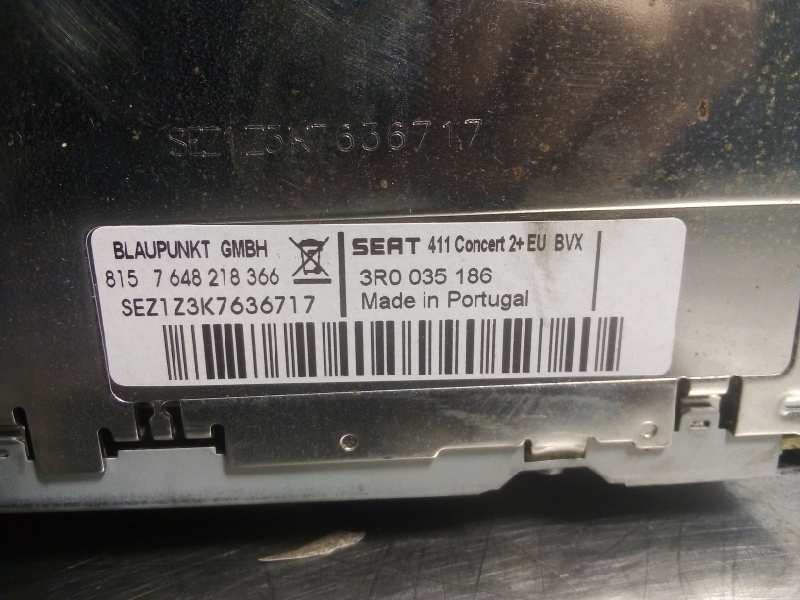 SEZ1Z3K7636717
BLAUPUNKT GMBH
815 7 648 218 366
SEZ1Z3K7636717
SEAT 411 Concert 2+ EU BVX
3R0 035 186
Made in Portugal